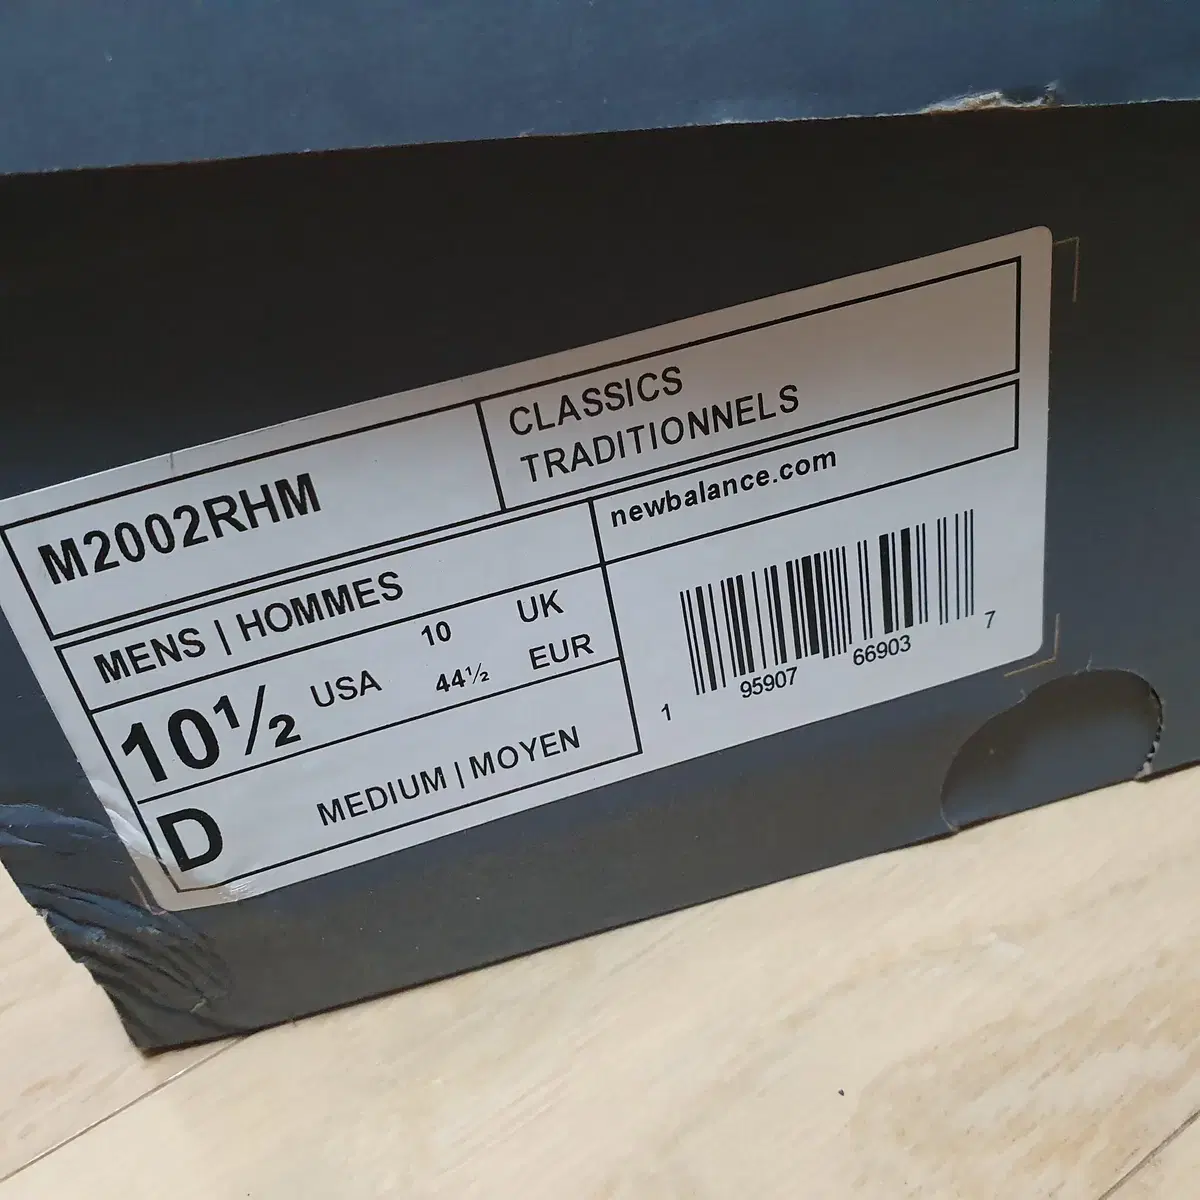 M2002RHM
CLASSICS
TRADITIONNELS
MENS | HOMMES
newbalance.com
10½ USA
10 UK
44½ EUR
D
MEDIUM | MOYEN
1 95907 66903 7